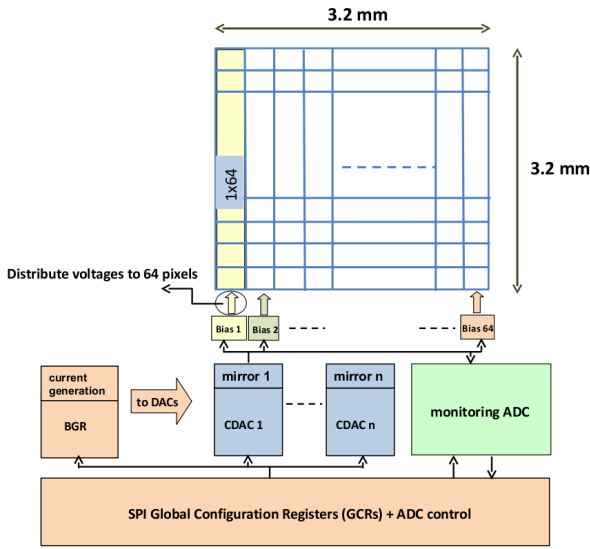 3.2 mm
3.2 mm
1x64
Distribute voltages to 64 pixels
Bias 1
Bias 2
Bias 64
current
generation
BGR
to DACs
mirror 1
CDAC 1
mirror n
CDAC n
monitoring ADC
SPI Global Configuration Registers (GCRs) + ADC control